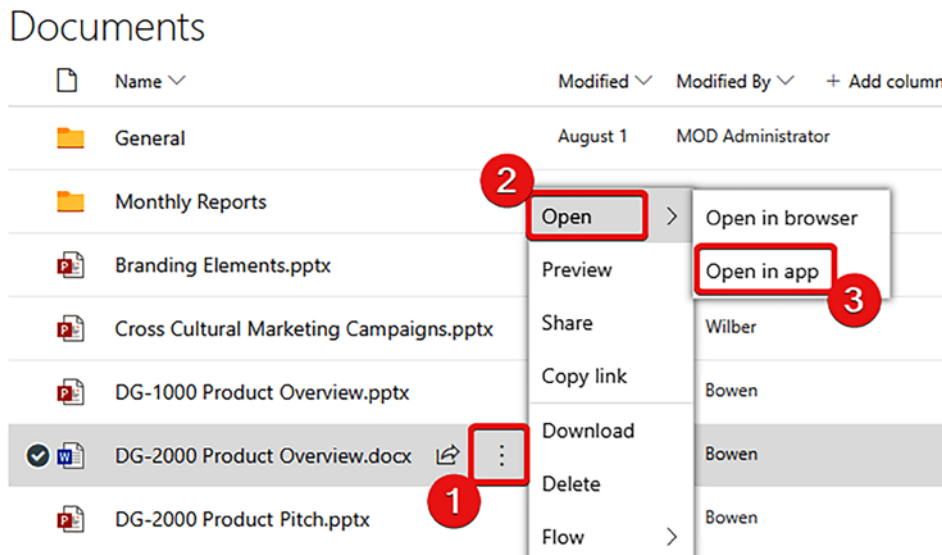 Documents
Name Modified Modified By + Add column
General August 1 MOD Administrator
Monthly Reports
Branding Elements.pptx
Cross Cultural Marketing Campaigns.pptx Wilber
DG-1000 Product Overview.pptx Bowen
DG-2000 Product Overview.docx Bowen
DG-2000 Product Pitch.pptx Bowen
1
2
Open
Preview
Share
Copy link
Download
Delete
Flow
Open in browser
Open in app
3